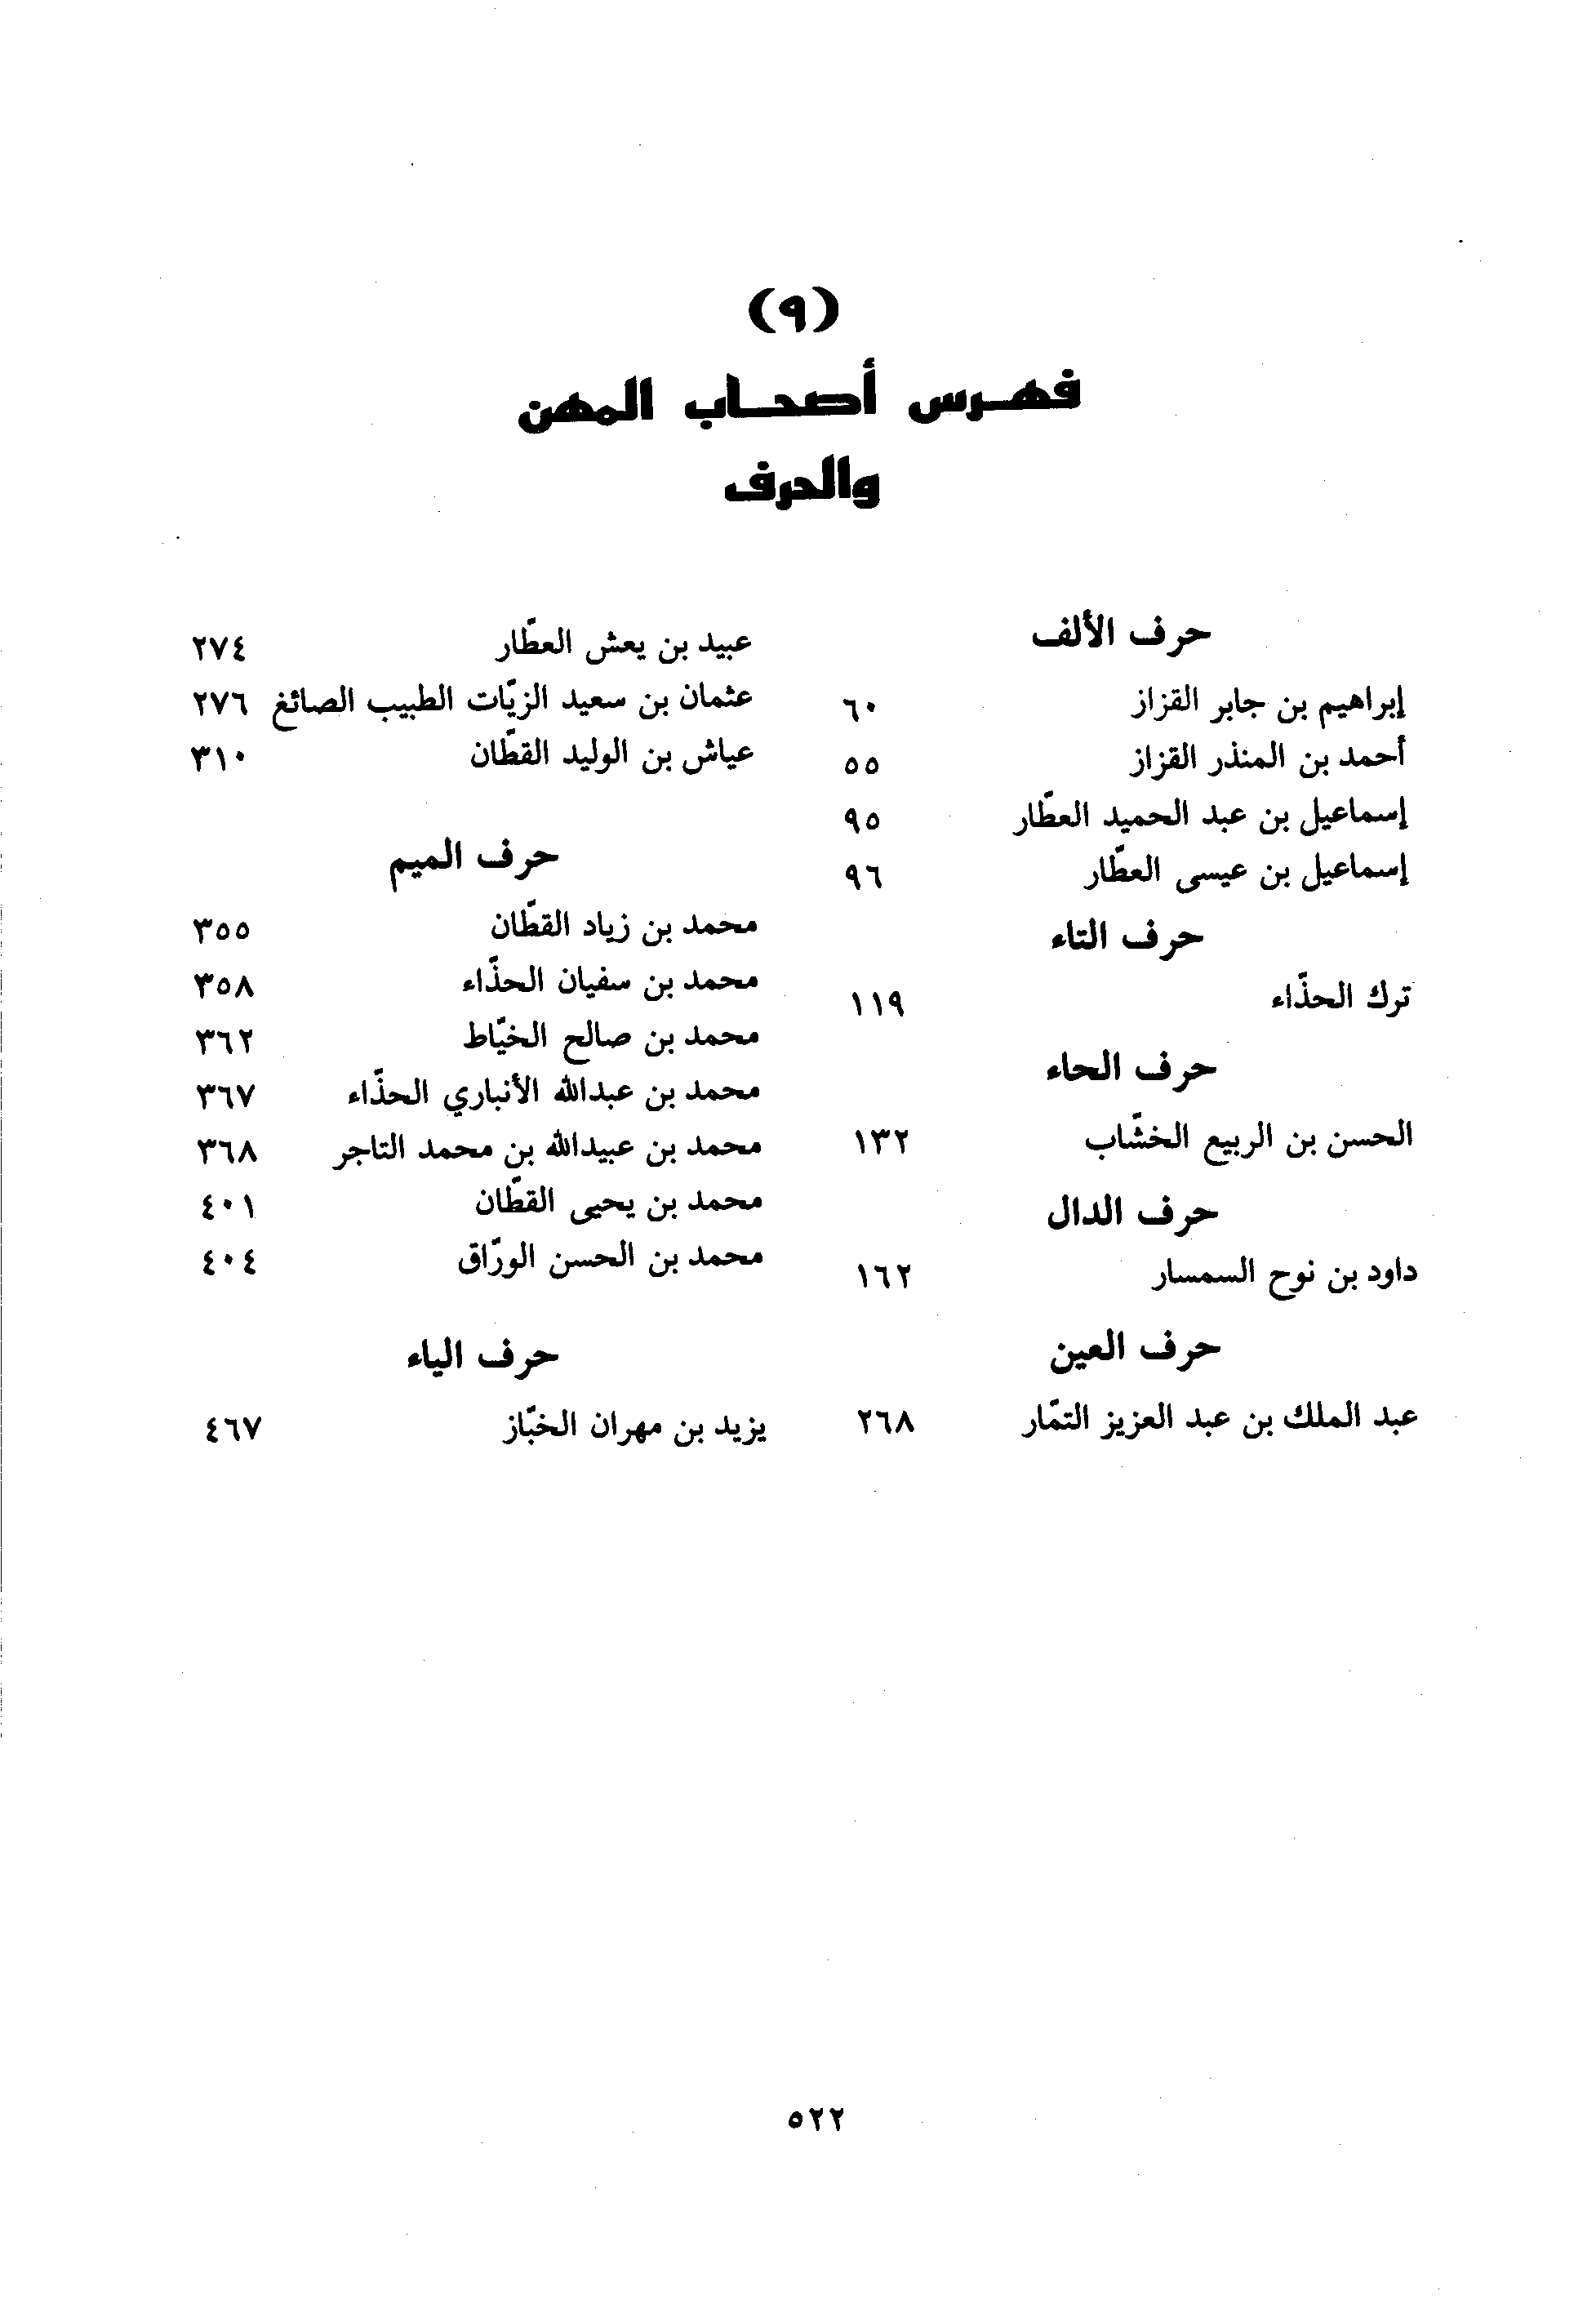 (٩)
فهرس أصحاب المهن
والحرف
حرف الألف
إبراهيم بن جابر القزاز ٦٠
أحمد بن المنذر القزاز ٥٥
إسماعيل بن عبد الحميد العطّار ٩٥
إسماعيل بن عيسى العطّار ٩٦
حرف التاء
ترك الحذّاء ١١٩
حرف الحاء
الحسن بن الربيع الخشّاب ١٣٢
حرف الدال
داود بن نوح السمسار ١٦٢
حرف العين
عبد الملك بن عبد العزيز التمّار ٢٦٨
عبيد بن يعش العطّار ٢٧٤
عثمان بن سعيد الزيّات الطبيب الصائغ ٢٧٦
عياش بن الوليد القطّان ٣١٠
حرف الميم
محمد بن زياد القطّان ٣٥٥
محمد بن سفيان الحذّاء ٣٥٨
محمد بن صالح الخيّاط ٣٦٢
محمد بن عبدالله الأنباري الحذّاء ٣٦٧
محمد بن عبيدالله بن محمد التاجر ٣٦٨
محمد بن يحيى القطّان ٤٠١
محمد بن الحسن الورّاق ٤٠٤
حرف الياء
يزيد بن مهران الخبّاز ٤٦٧
٥٢٢